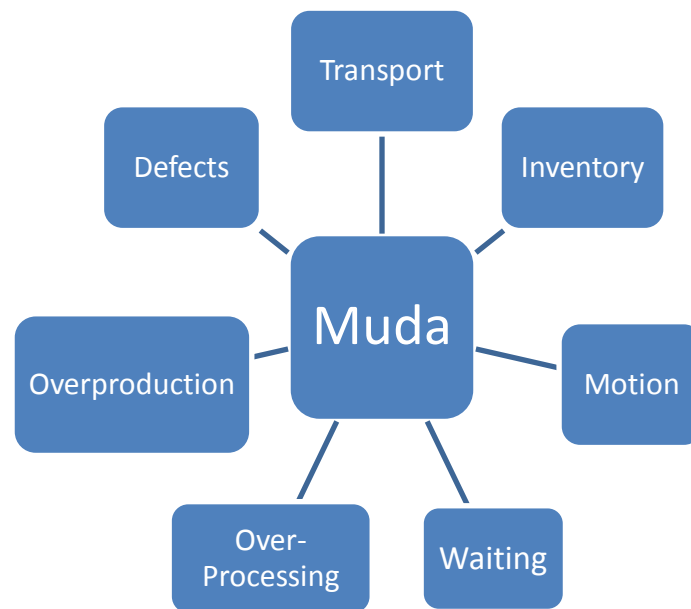 Transport
Defects
Inventory
Muda
Overproduction
Motion
Over-
Processing
Waiting